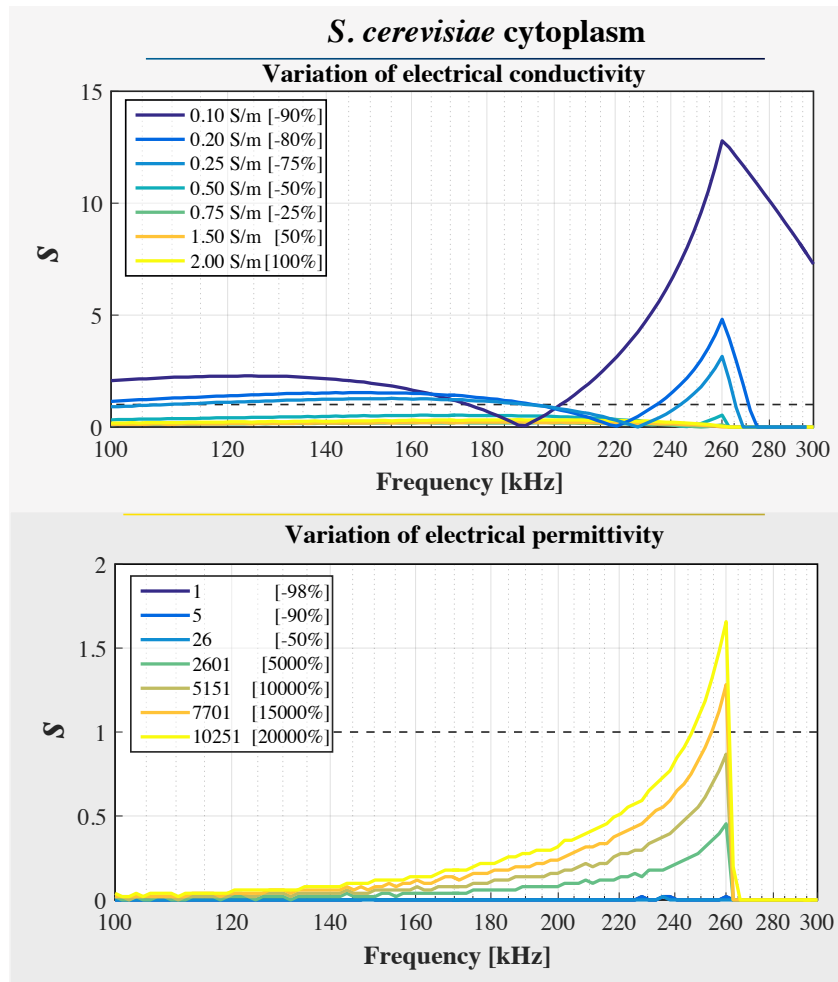 S. cerevisiae cytoplasm
Variation of electrical conductivity
15
10
5
0
S
0.10 S/m [-90%]
0.20 S/m [-80%]
0.25 S/m [-75%]
0.50 S/m [-50%]
0.75 S/m [-25%]
1.50 S/m [50%]
2.00 S/m [100%]
100 120 140 160 180 200 220 240 260 280 300
Frequency [kHz]
Variation of electrical permittivity
2
1.5
1
0.5
0
S
1 [-98%]
5 [-90%]
26 [-50%]
2601 [5000%]
5151 [10000%]
7701 [15000%]
10251 [20000%]
100 120 140 160 180 200 220 240 260 280 300
Frequency [kHz]